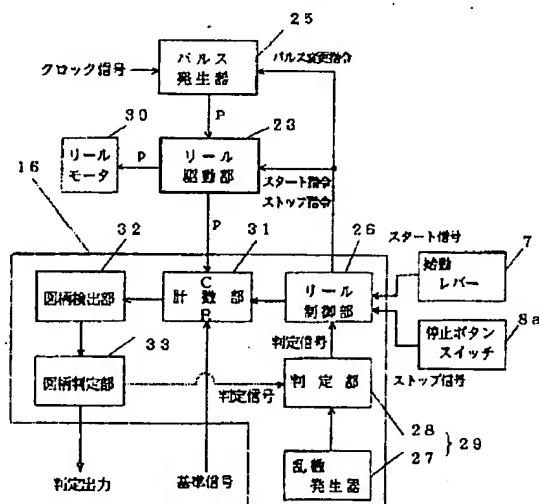 25
パルス
発生器
クロック信号
パルス変更指令
P
30
23
リール
モータ
P
リール
駆動部
16
スタート指令
ストップ指令
32
P
31
26
スタート信号
7
図柄検出部
C
計数部
R
リール
制御部
始動
レバー
33
判定信号
停止ボタン
スイッチ
8a
図柄判定部
判定信号
判定部
ストップ信号
28
27
29
判定出力
基準信号
乱数
発生器